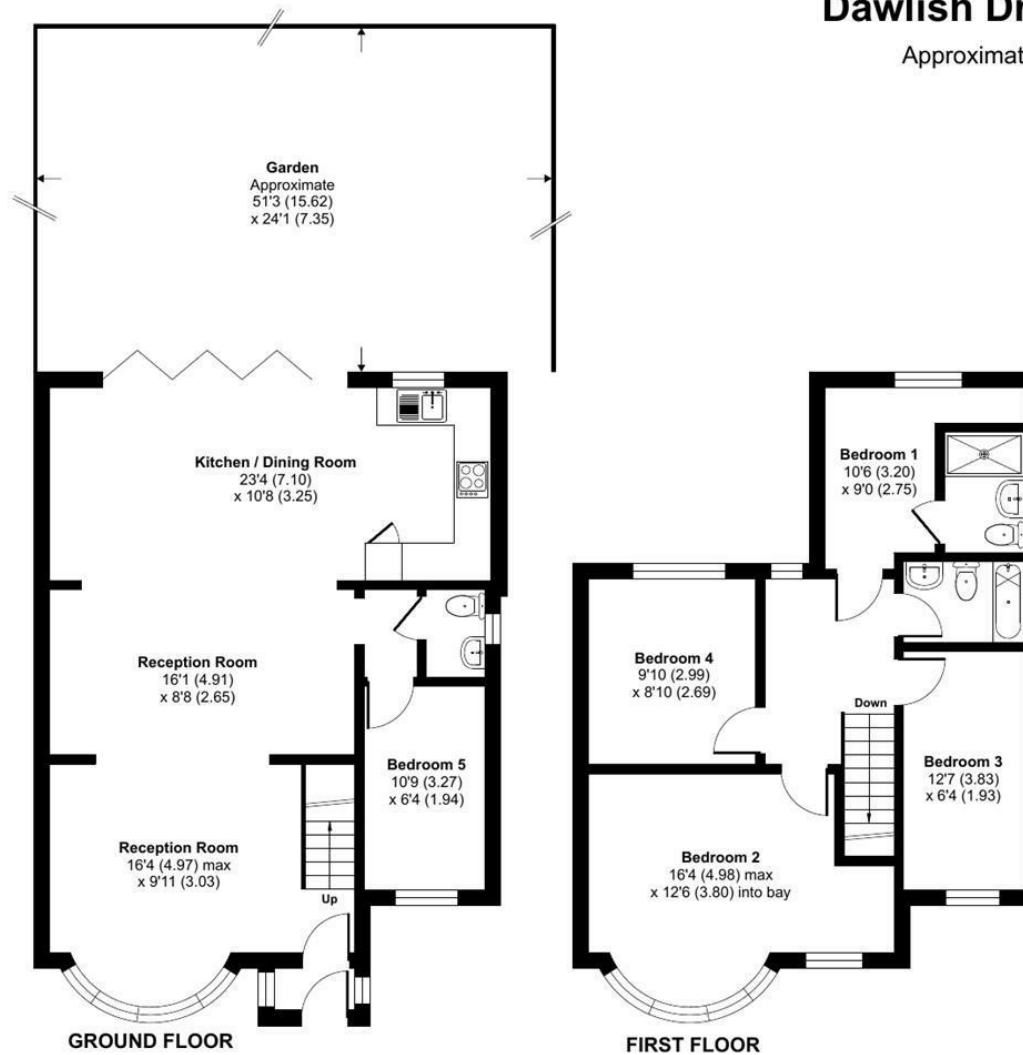 Dawlish
Approximat
Garden
Approximate
51'3 (15.62)
x 24'1 (7.35)
Kitchen / Dining Room
23'4 (7.10)
x 10'8 (3.25)
Reception Room
16'1 (4.91)
x 8'8 (2.65)
Bedroom 5
10'9 (3.27)
x 6'4 (1.94)
Reception Room
16'4 (4.97) max
x 9'11 (3.03)
Up
GROUND FLOOR
Bedroom 1
10'6 (3.20)
x 9'0 (2.75)
Bedroom 4
9'10 (2.99)
x 8'10 (2.69)
Down
Bedroom 3
12'7 (3.83)
x 6'4 (1.93)
Bedroom 2
16'4 (4.98) max
x 12'6 (3.80) into bay
FIRST FLOOR